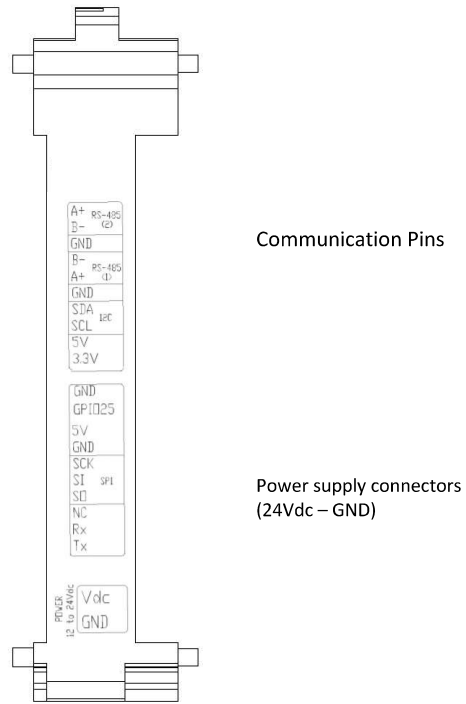 A+ RS-485
B- (2)
GND
B- RS-485
A+ (1)
GND
SDA I2C
SCL
5V
3.3V
GND
GPIO25
5V
GND
SCK
SI SPI
SO
NC
Rx
Tx
POWER
12 to 24Vdc
Vdc
GND
Communication Pins
Power supply connectors
(24Vdc – GND)